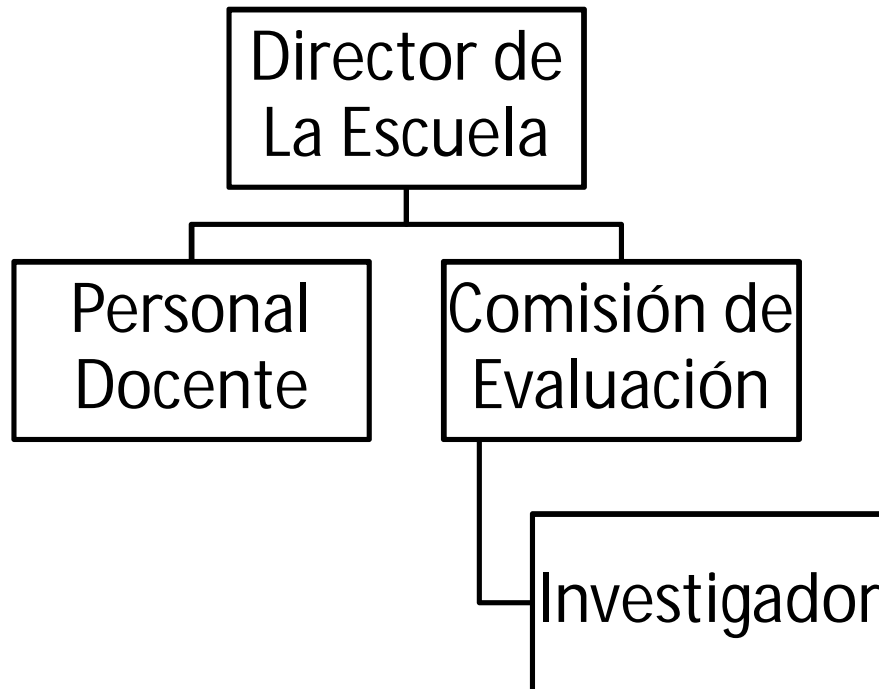 Director de
La Escuela
Personal
Docente
Comisión de
Evaluación
Investigador